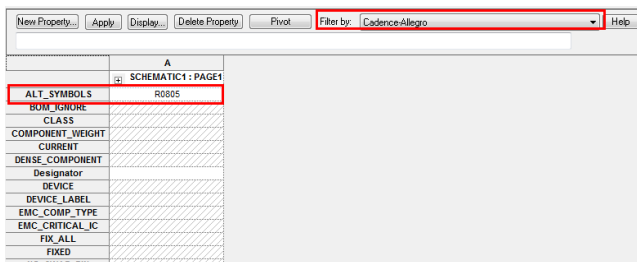 New Property... Apply Display... Delete Property Pivot Filter by: Cadence-Allegro Help
A
SCHEMATIC1 : PAGE1
ALT_SYMBOLS R0805
BOM_IGNORE
CLASS
COMPONENT_WEIGHT
CURRENT
DENSE_COMPONENT
Designator
DEVICE
DEVICE_LABEL
EMC_COMP_TYPE
EMC_CRITICAL_IC
FIX_ALL
FIXED